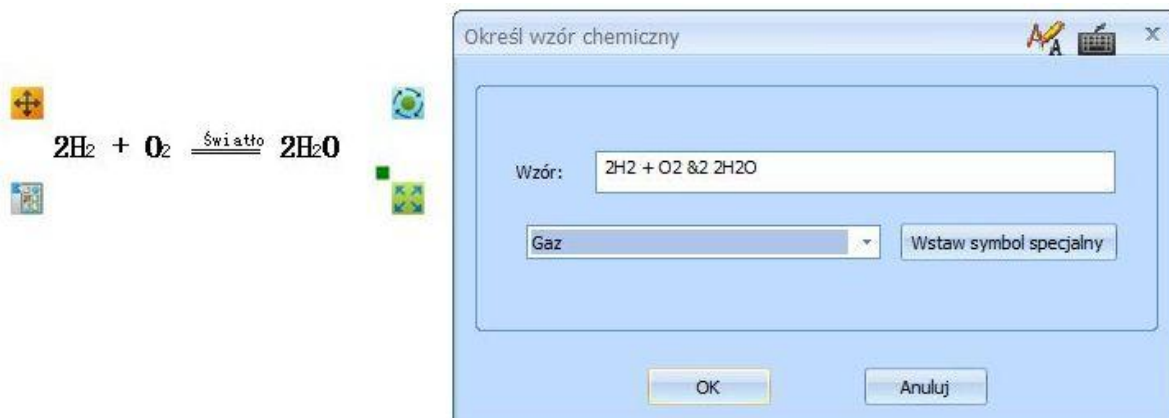 Określ wzór chemiczny
Światło
2H₂ + O₂ ══ 2H₂O
Wzór: 2H2 + O2 &2 2H2O
Gaz Wstaw symbol specjalny
OK Anuluj